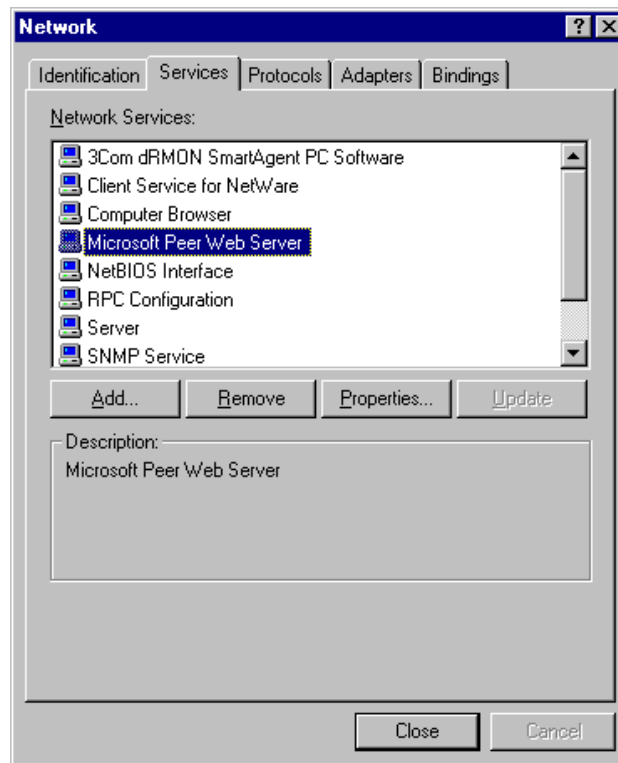 Network
Identification Services Protocols Adapters Bindings
Network Services:
3Com dRMON SmartAgent PC Software
Client Service for NetWare
Computer Browser
Microsoft Peer Web Server
NetBIOS Interface
RPC Configuration
Server
SNMP Service
Add... Remove Properties... Update
Description:
Microsoft Peer Web Server
Close Cancel